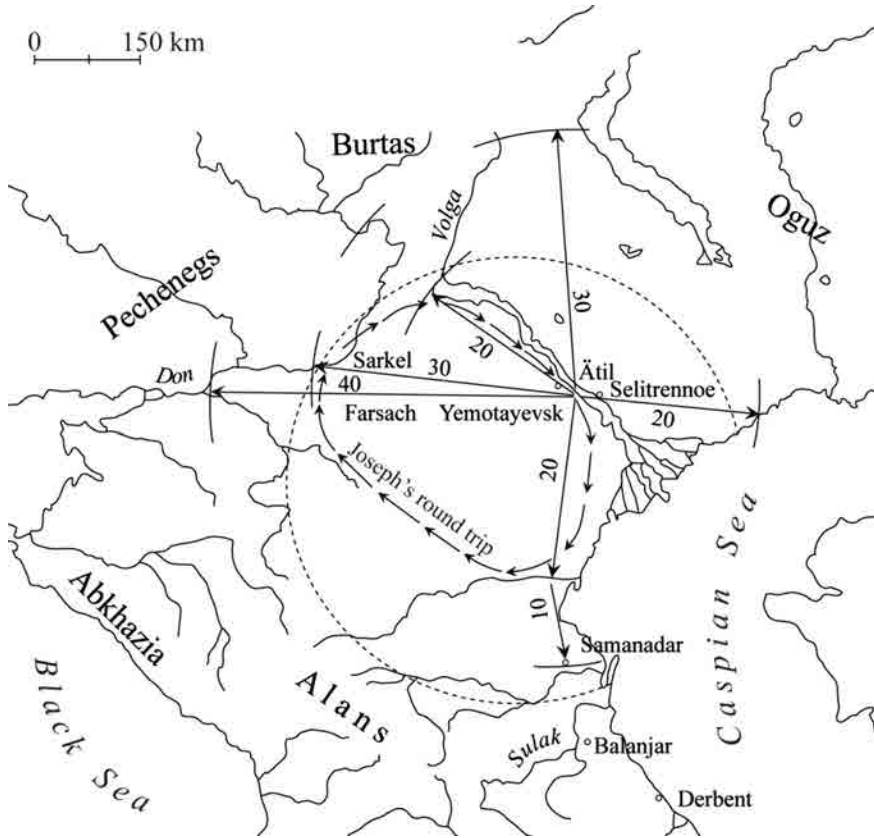 0 150 km
Burtas
Volga
Oguz
Pechenegs
30
20
Ätil
Don
Sarkel
30
Selitrennoe
40
20
Farsach
Yemotayevsk
20
Joseph's round trip
Caspian Sea
Abkhazia
10
Samanadar
Alans
Black Sea
Sulak
Balanjar
Derbent